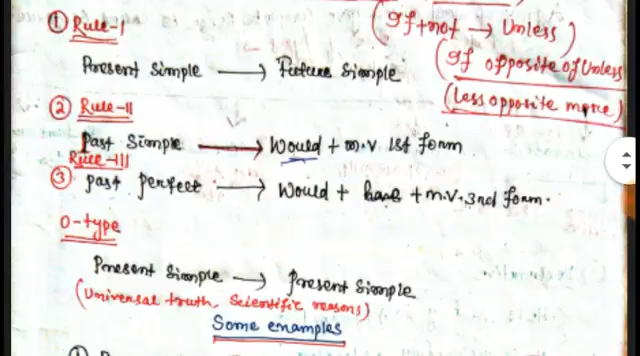 ① Rule-I
(If+not → Unless)
Present Simple → Future Simple
(If opposite of Unless
(Less opposite more)
② Rule-II
Past Simple → Would + m.v. 1st form
Rule-III
③ past perfect → Would + have + m.v. 3rd form.
0-type
Present Simple → Present Simple
(Universal truth, Scientific reasons)
Some examples